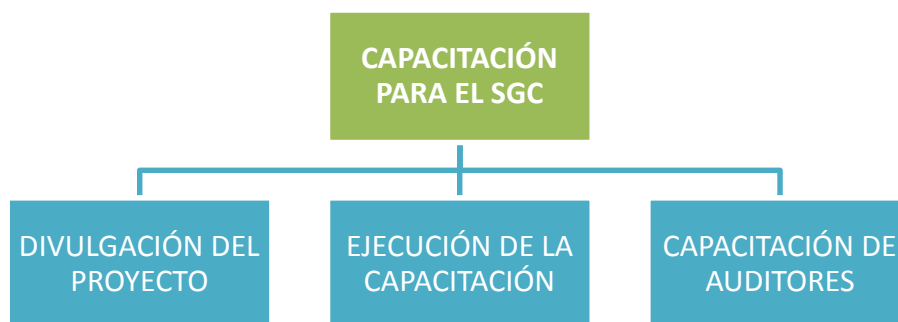 CAPACITACIÓN
PARA EL SGC
DIVULGACIÓN DEL
PROYECTO
EJECUCIÓN DE LA
CAPACITACIÓN
CAPACITACIÓN DE
AUDITORES